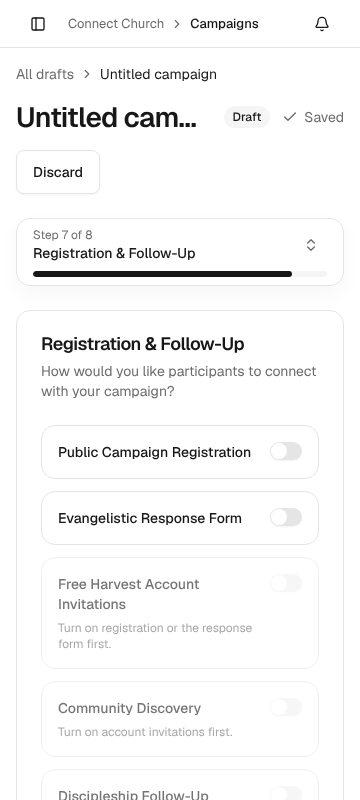 Connect Church > Campaigns
All drafts > Untitled campaign
Untitled cam...
Draft
Saved
Discard
Step 7 of 8
Registration & Follow-Up
Registration & Follow-Up
How would you like participants to connect
with your campaign?
Public Campaign Registration
Evangelistic Response Form
Free Harvest Account
Invitations
Turn on registration or the response
form first.
Community Discovery
Turn on account invitations first.
Discipleship Follow-Up